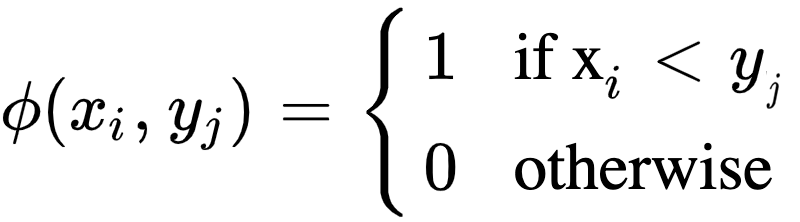 ϕ(xᵢ, yⱼ) = { 1 if xᵢ < yⱼ
0 otherwise